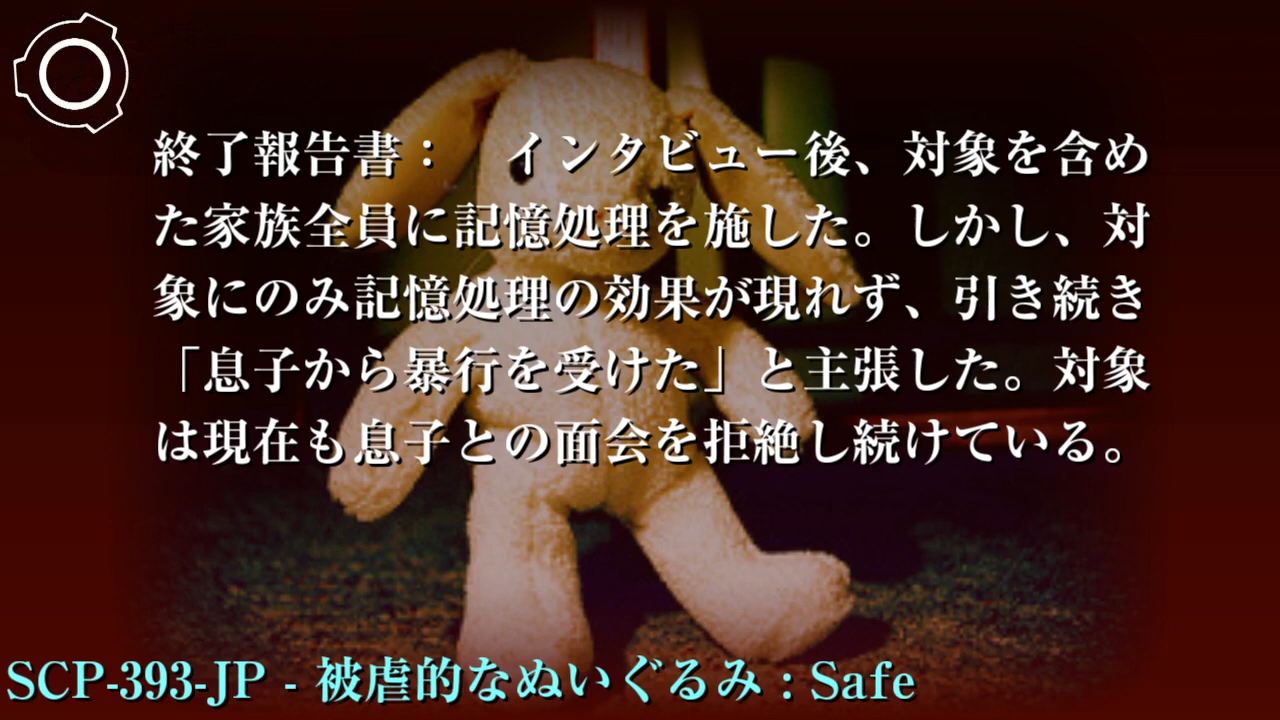 終了報告書：　インタビュー後、対象を含め
た家族全員に記憶処理を施した。しかし、対
象にのみ記憶処理の効果が現れず、引き続き
「息子から暴行を受けた」と主張した。対象
は現在も息子との面会を拒絶し続けている。
SCP-393-JP - 被虐的なぬいぐるみ : Safe